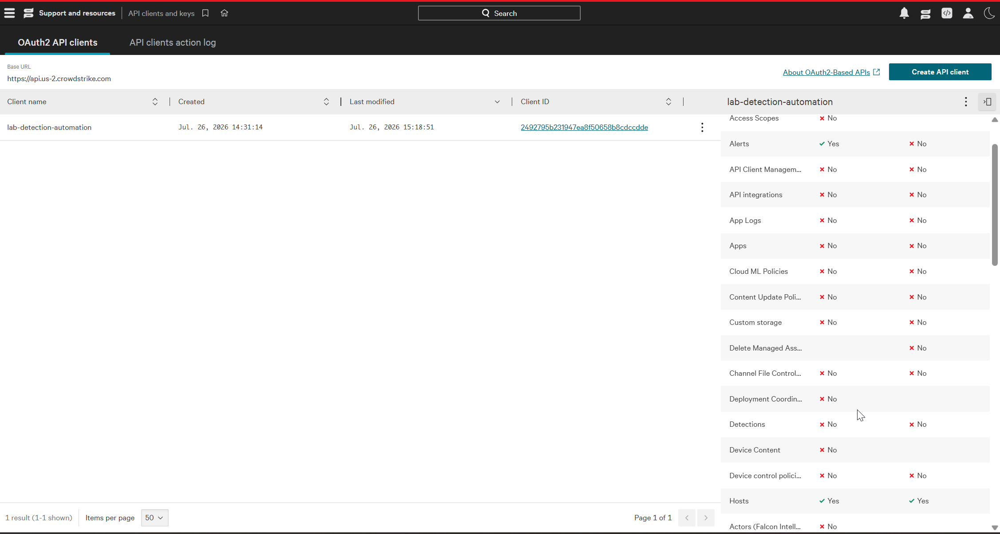 Support and resources
API clients and keys
Search
OAuth2 API clients
API clients action log
Base URL
https://api.us-2.crowdstrike.com
About OAuth2-Based APIs
Create API client
Client name
Created
Last modified
Client ID
lab-detection-automation
Jul. 26, 2026 14:31:14
Jul. 26, 2026 15:18:51
2492795b231947ea8f50658b8cdccdde
lab-detection-automation
Access Scopes No
Alerts Yes No
API Client Managem... No No
API integrations No No
App Logs No No
Apps No No
Cloud ML Policies No No
Content Update Poli... No No
Custom storage No No
Delete Managed Ass... No
Channel File Control... No No
Deployment Coordin... No
Detections No No
Device Content No
Device control polici... No No
Hosts Yes Yes
Actors (Falcon Intell... No
1 result (1-1 shown)
Items per page 50
Page 1 of 1